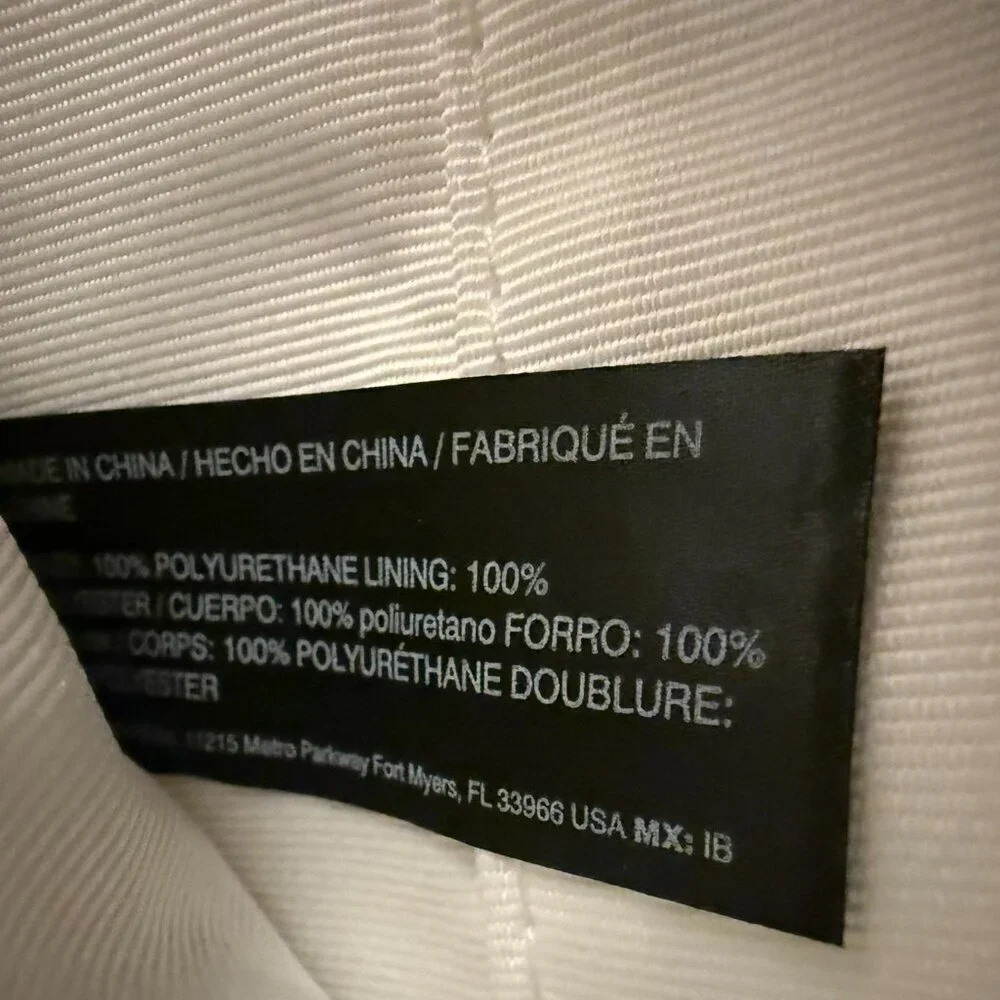 MADE IN CHINA / HECHO EN CHINA / FABRIQUÉ EN
100% POLYURETHANE LINING: 100%
/ CUERPO: 100% poliuretano FORRO: 100%
CORPS: 100% POLYURÉTHANE DOUBLURE:
11215 Metro Parkway Fort Myers, FL 33966 USA MX: IB